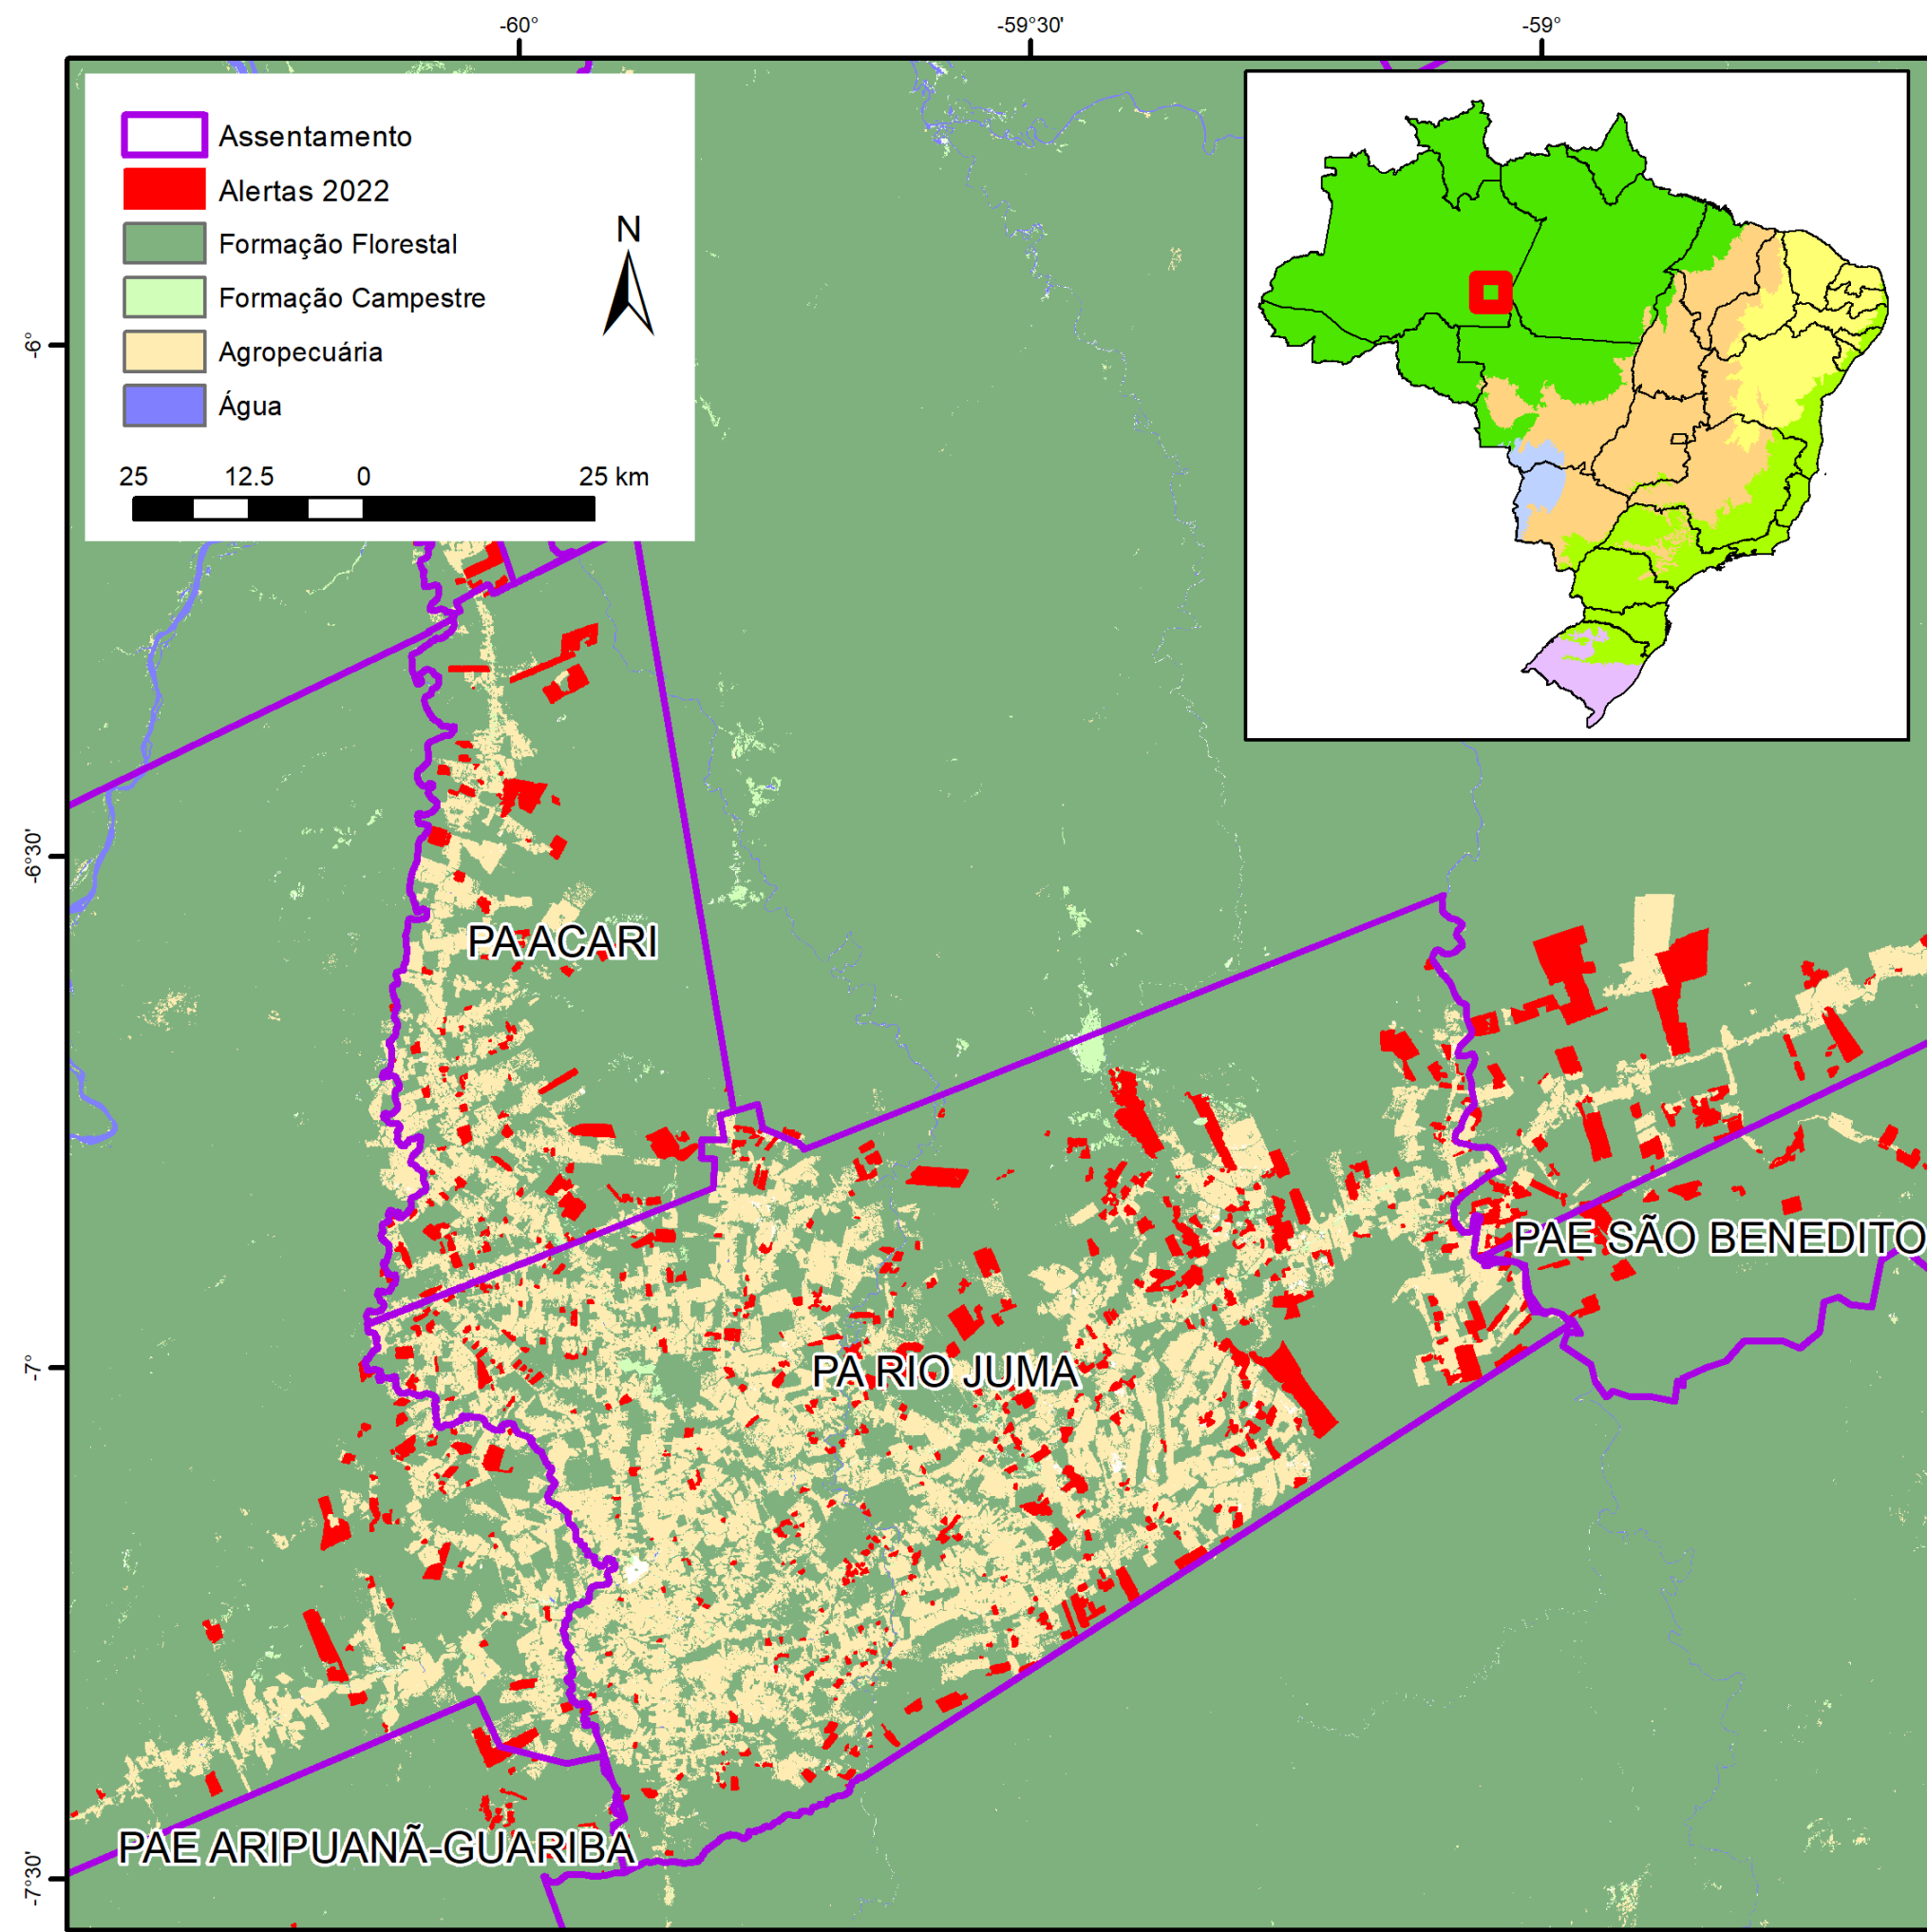 -60°
-59°30'
-59°
Assentamento
Alertas 2022
Formação Florestal
Formação Campestre
Agropecuária
Água
N
25 12.5 0 25 km
-6°
-6°30'
-7°
-7°30'
PA ACARI
PAE SÃO BENEDITO
PA RIO JUMA
PAE ARIPUANÃ-GUARIBA